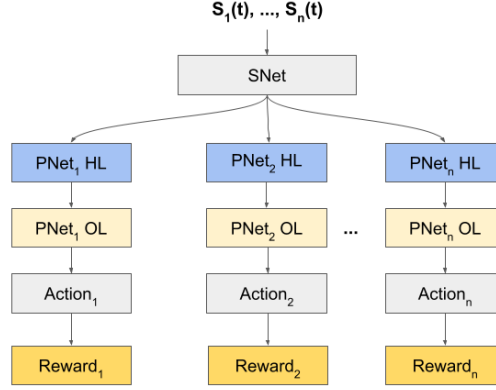 S₁(t), ..., Sₙ(t)
SNet
PNet₁ HL PNet₂ HL PNetₙ HL
PNet₁ OL PNet₂ OL ... PNetₙ OL
Action₁ Action₂ Actionₙ
Reward₁ Reward₂ Rewardₙ